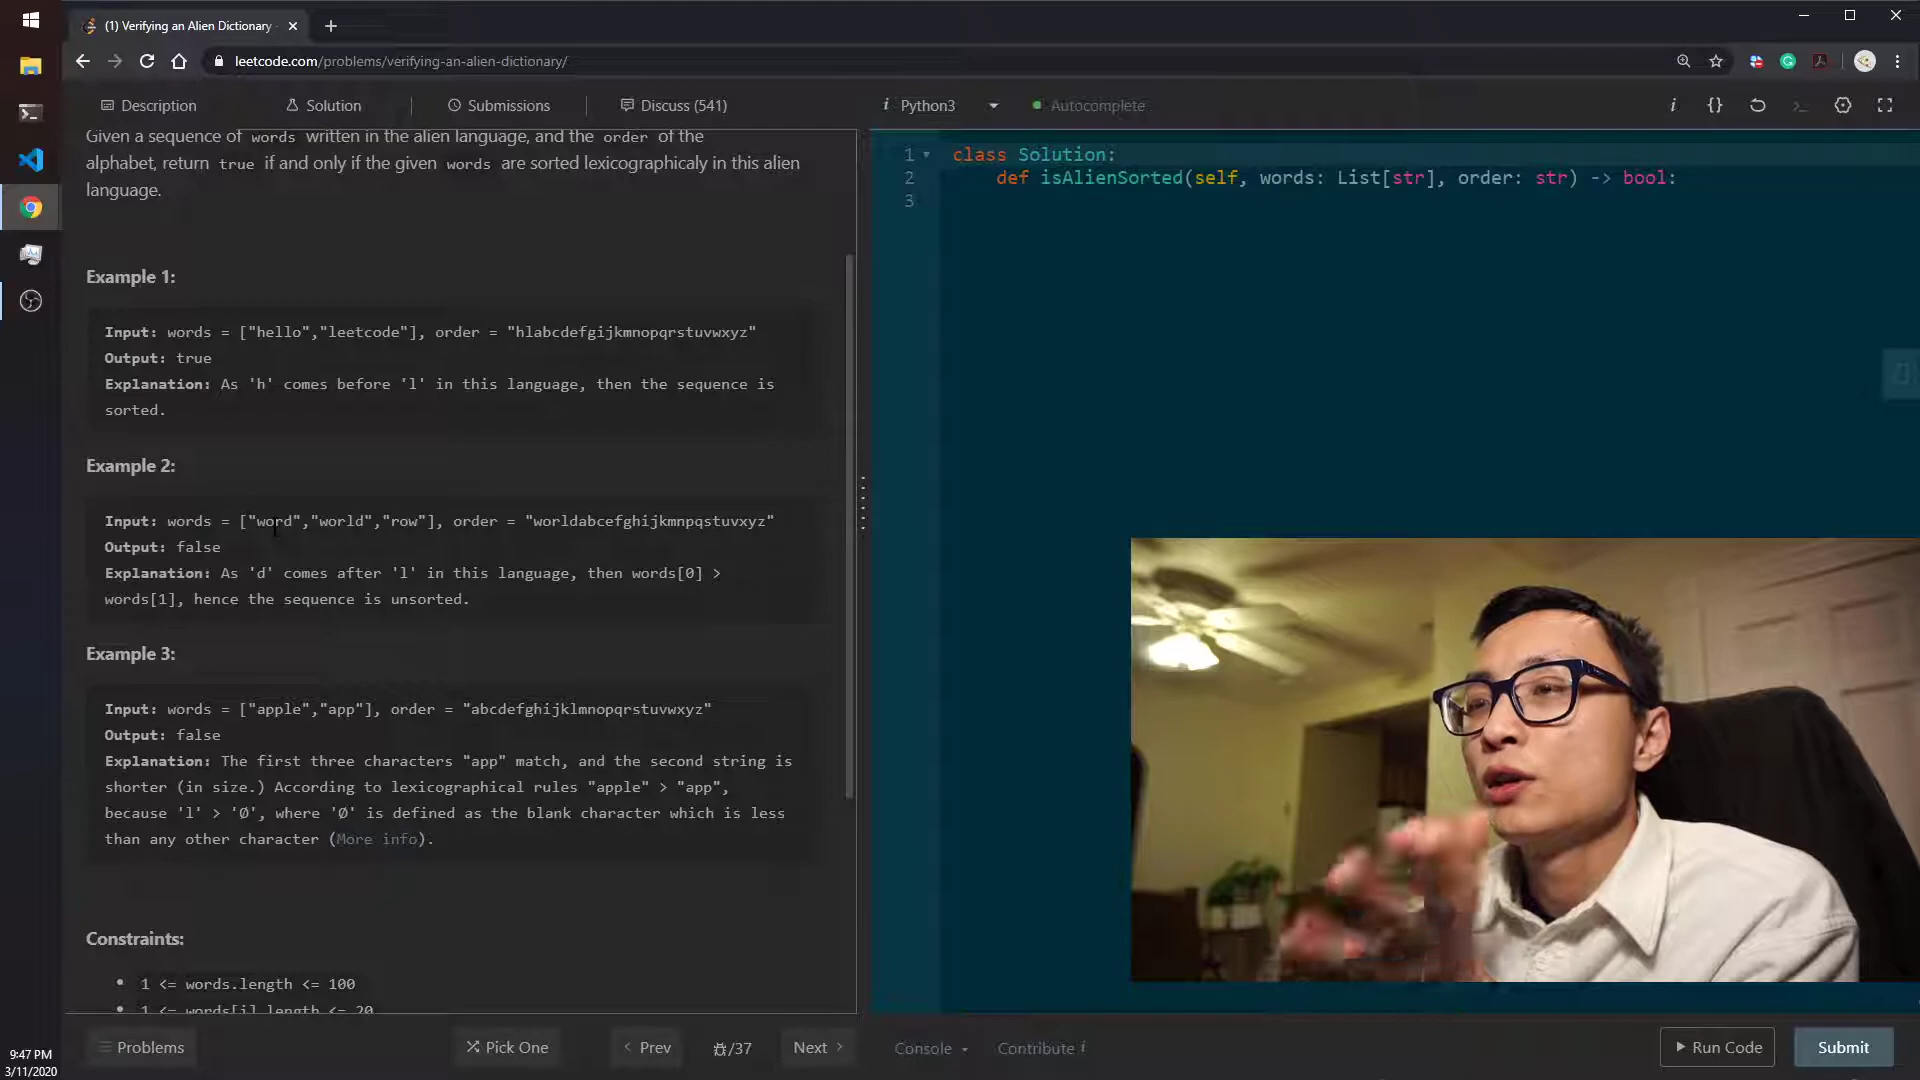 (1) Verifying an Alien Dictionary
leetcode.com/problems/verifying-an-alien-dictionary/
Description
Solution
Submissions
Discuss (541)
i Python3
Autocomplete
Given a sequence of words written in the alien language, and the order of the
alphabet, return true if and only if the given words are sorted lexicographicaly in this alien
language.
Example 1:
Input: words = ["hello","leetcode"], order = "hlabcdefgijkmnopqrstuvwxyz"
Output: true
Explanation: As 'h' comes before 'l' in this language, then the sequence is
sorted.
Example 2:
Input: words = ["word","world","row"], order = "worldabcefghijkmnpqstuvxyz"
Output: false
Explanation: As 'd' comes after 'l' in this language, then words[0] >
words[1], hence the sequence is unsorted.
Example 3:
Input: words = ["apple","app"], order = "abcdefghijklmnopqrstuvwxyz"
Output: false
Explanation: The first three characters "app" match, and the second string is
shorter (in size.) According to lexicographical rules "apple" > "app",
because 'l' > '∅', where '∅' is defined as the blank character which is less
than any other character (More info).
Constraints:
1 <= words.length <= 100
1 <= words[i].length <= 20
1 class Solution:
2 def isAlienSorted(self, words: List[str], order: str) -> bool:
3
Problems
Pick One
Prev
/37
Next
Console
Contribute i
Run Code
Submit
9:47 PM
3/11/2020